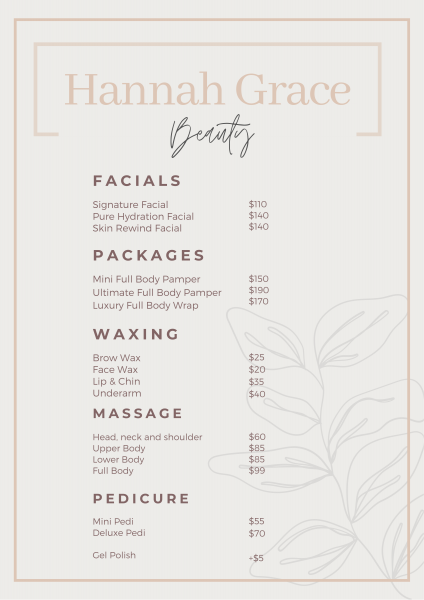 Hannah Grace
Beauty
FACIALS
Signature Facial $110
Pure Hydration Facial $140
Skin Rewind Facial $140
PACKAGES
Mini Full Body Pamper $150
Ultimate Full Body Pamper $190
Luxury Full Body Wrap $170
WAXING
Brow Wax $25
Face Wax $20
Lip & Chin $35
Underarm $40
MASSAGE
Head, neck and shoulder $60
Upper Body $85
Lower Body $85
Full Body $99
PEDICURE
Mini Pedi $55
Deluxe Pedi $70
Gel Polish +$5